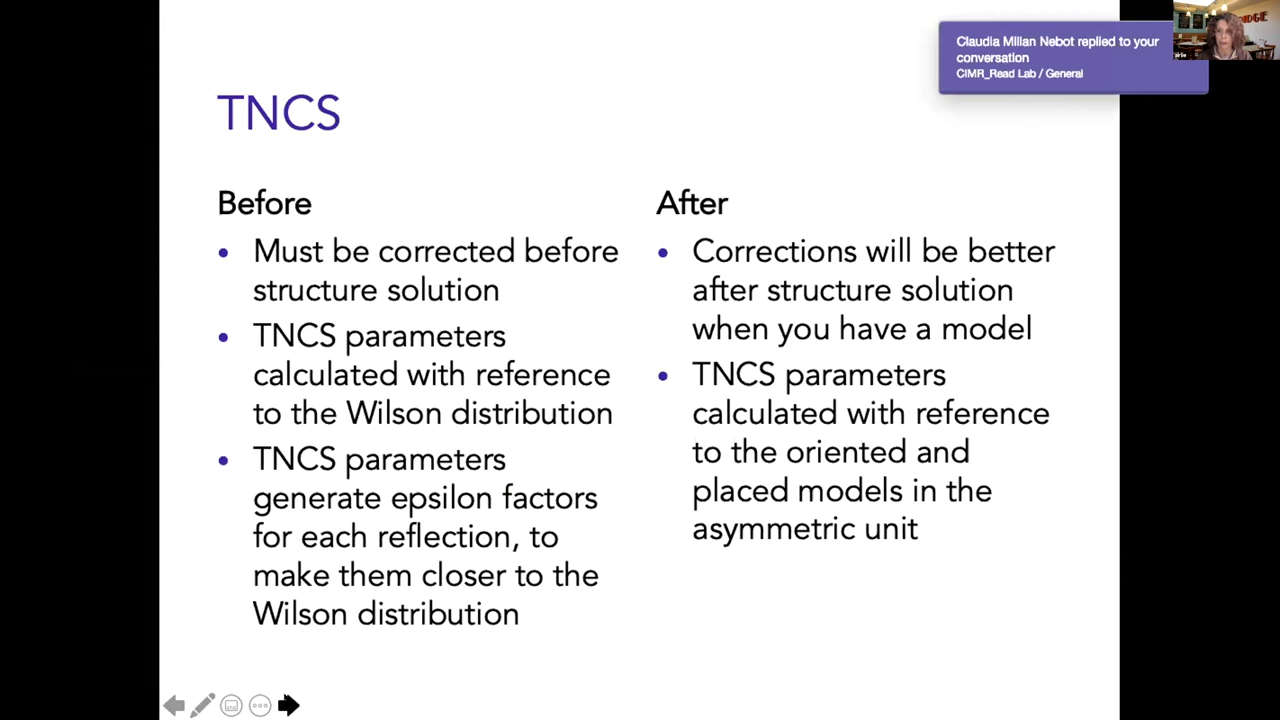 Claudia Millan Nebot replied to your
conversation
CIMR_Read Lab / General
TNCS
Before
• Must be corrected before
structure solution
• TNCS parameters
calculated with reference
to the Wilson distribution
• TNCS parameters
generate epsilon factors
for each reflection, to
make them closer to the
Wilson distribution
After
• Corrections will be better
after structure solution
when you have a model
• TNCS parameters
calculated with reference
to the oriented and
placed models in the
asymmetric unit